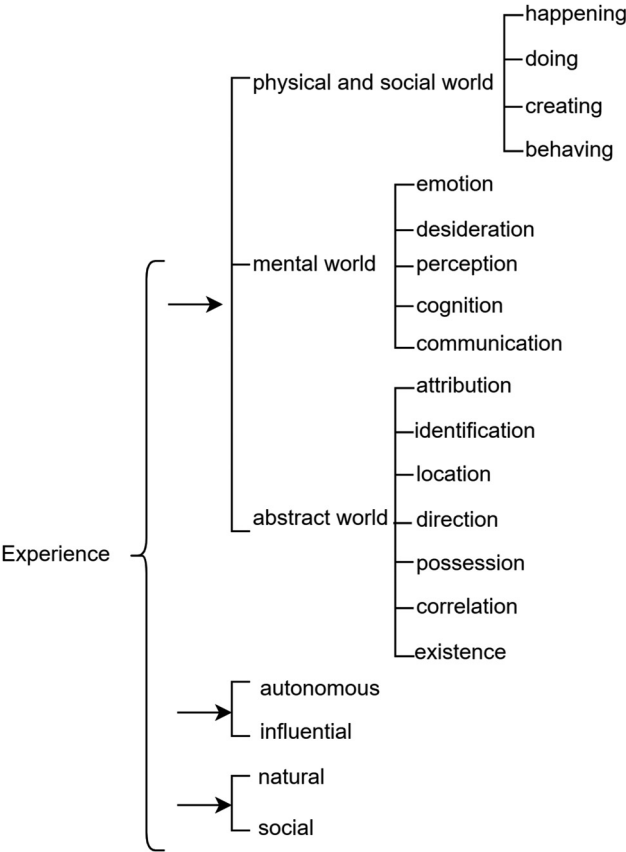 happening
physical and social world
doing
creating
behaving
emotion
desideration
mental world
perception
cognition
communication
attribution
identification
location
abstract world
direction
possession
correlation
existence
Experience
autonomous
influential
natural
social